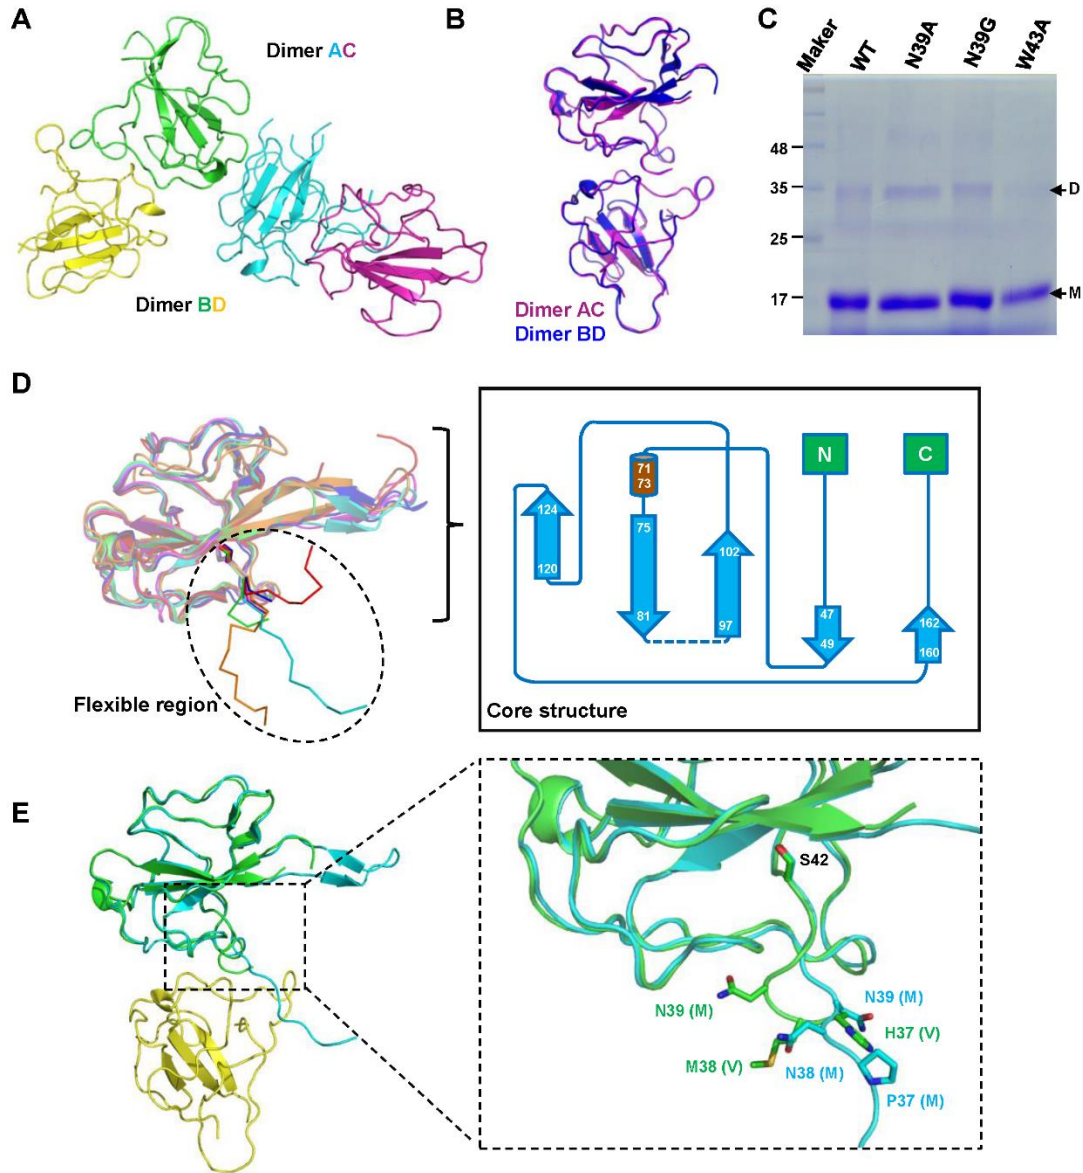 A
Dimer AC
Dimer BD
B
Dimer AC
Dimer BD
C
Maker
WT
N39A
N39G
W43A
48
35
25
17
D
M
D
Flexible region
N
C
71
73
124
75
102
120
81
97
47
49
162
160
Core structure
E
S42
N39 (M)
N39 (M)
H37 (V)
M38 (V)
N38 (M)
P37 (M)